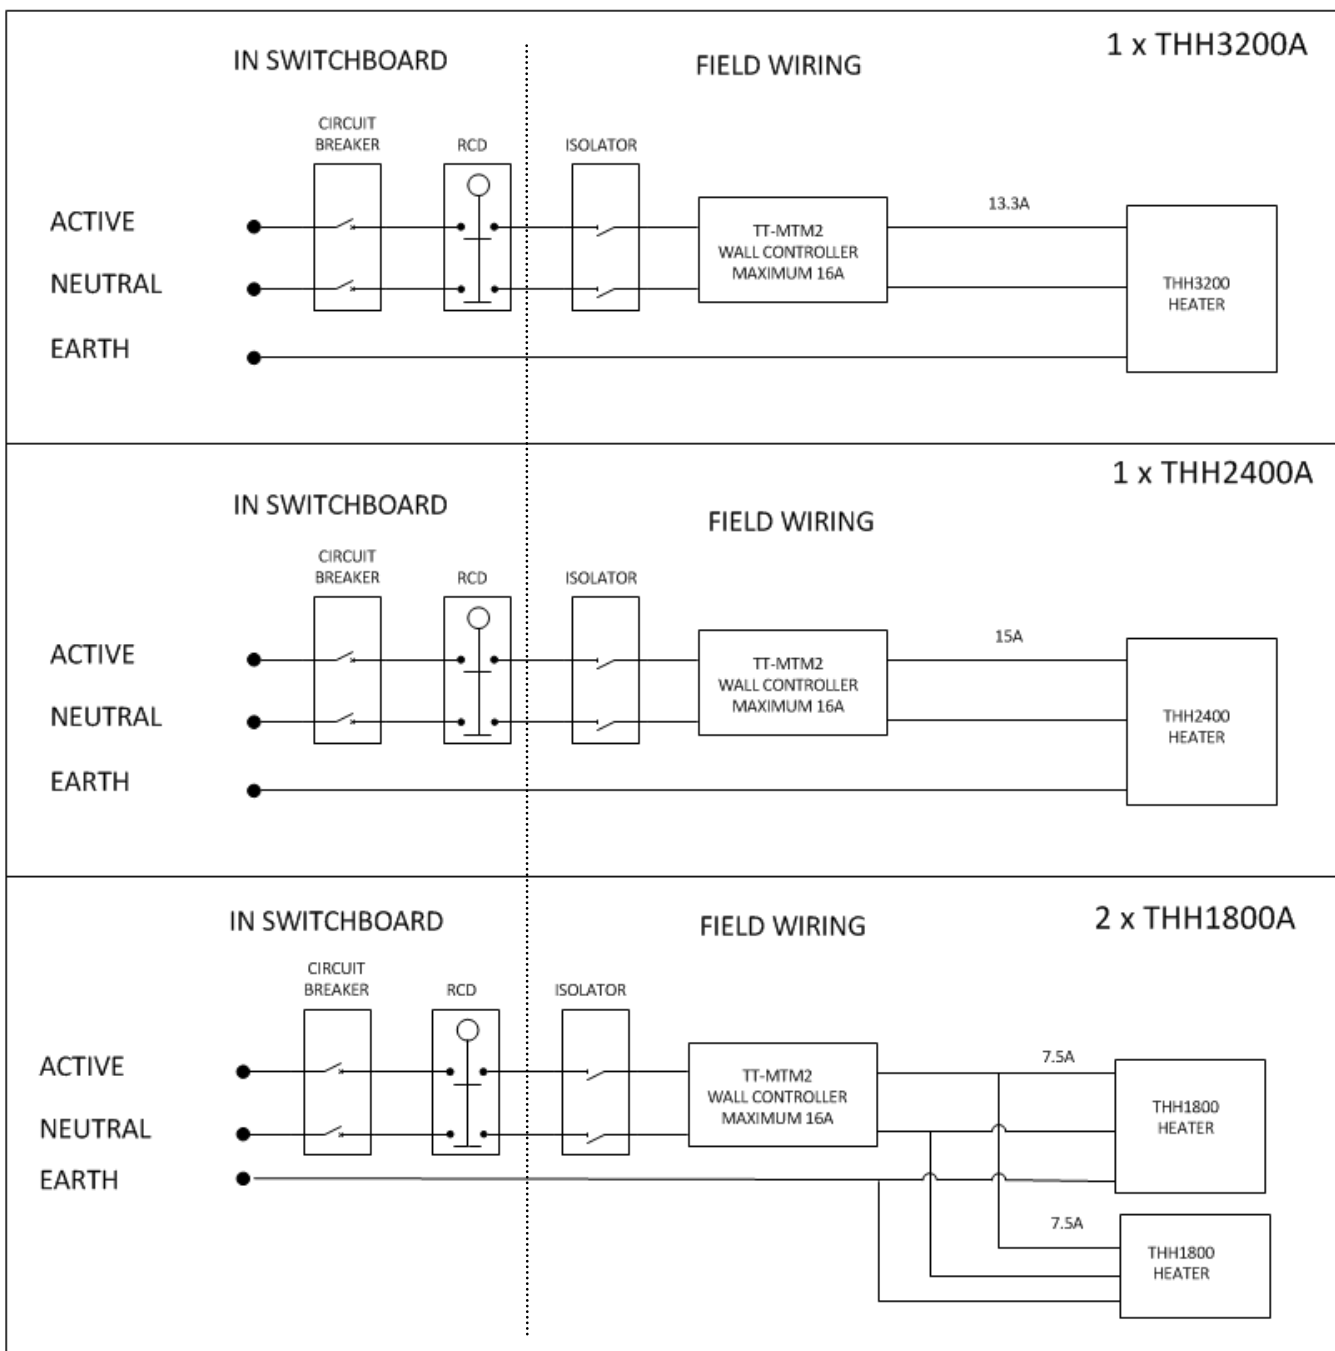 1 x THH3200A
IN SWITCHBOARD
FIELD WIRING
CIRCUIT
BREAKER
RCD
ISOLATOR
ACTIVE
NEUTRAL
EARTH
TT-MTM2
WALL CONTROLLER
MAXIMUM 16A
13.3A
THH3200
HEATER
1 x THH2400A
IN SWITCHBOARD
FIELD WIRING
CIRCUIT
BREAKER
RCD
ISOLATOR
ACTIVE
NEUTRAL
EARTH
TT-MTM2
WALL CONTROLLER
MAXIMUM 16A
15A
THH2400
HEATER
2 x THH1800A
IN SWITCHBOARD
FIELD WIRING
CIRCUIT
BREAKER
RCD
ISOLATOR
ACTIVE
NEUTRAL
EARTH
TT-MTM2
WALL CONTROLLER
MAXIMUM 16A
7.5A
THH1800
HEATER
7.5A
THH1800
HEATER